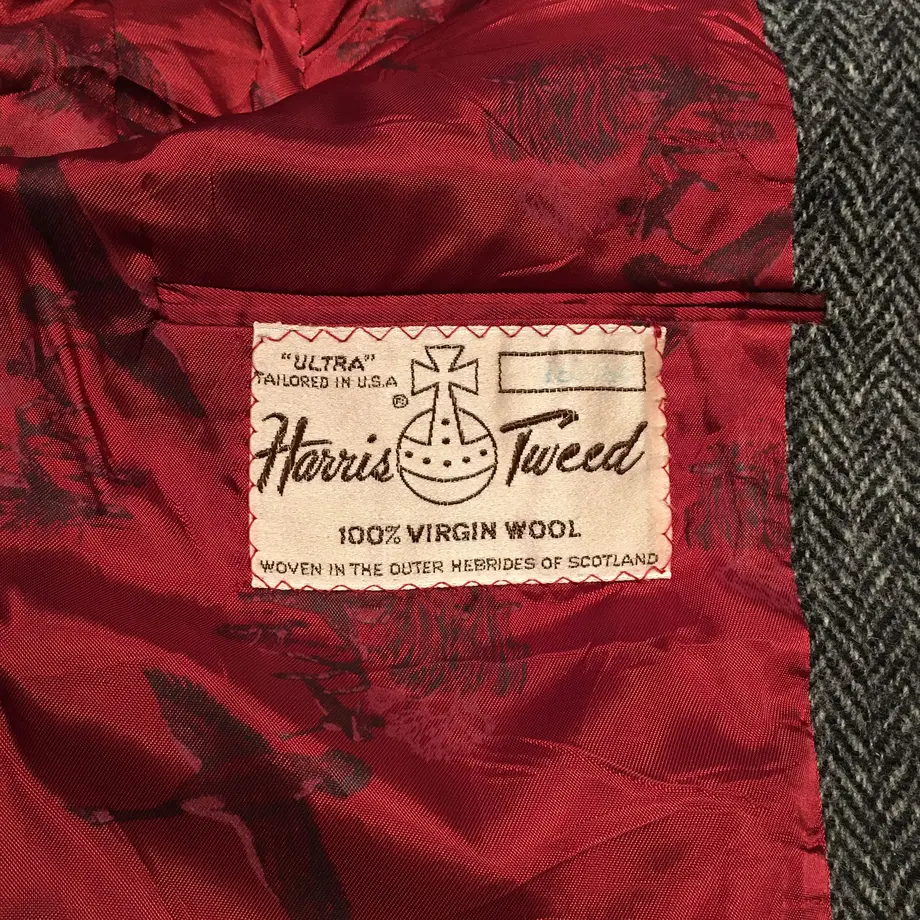 "ULTRA"
TAILORED IN U.S.A
®
Harris Tweed
100% VIRGIN WOOL
WOVEN IN THE OUTER HEBRIDES OF SCOTLAND